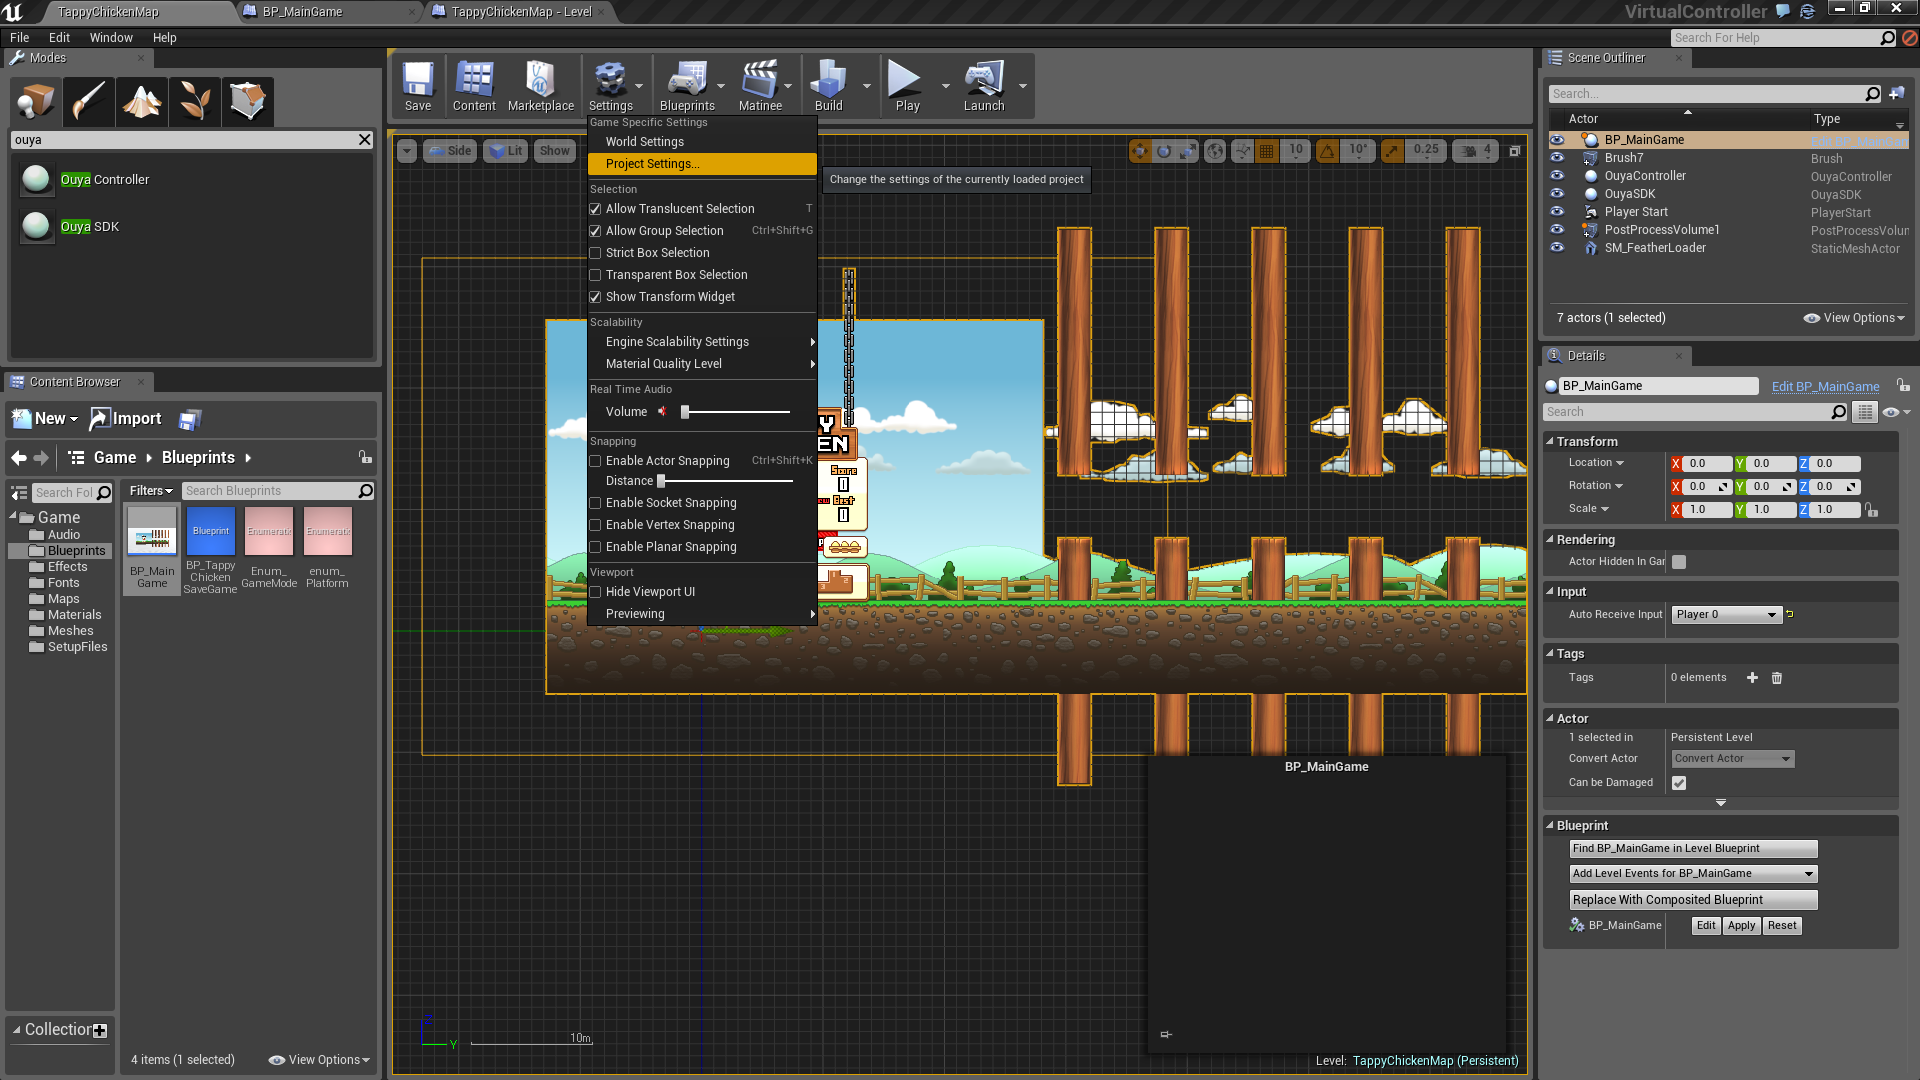 TappyChickenMap
BP_MainGame
TappyChickenMap - Level
VirtualController
File
Edit
Window
Help
Search For Help
Modes
ouya
Ouya Controller
Ouya SDK
Content Browser
New
Import
Game
Blueprints
Search Fol
Filters
Search Blueprints
Game
Audio
Blueprints
Effects
Fonts
Maps
Materials
Meshes
SetupFiles
BP_Main
Game
Blueprint
BP_Tappy
Chicken
SaveGame
Enumeratic
Enum_
GameMode
Enumeratic
enum_
Platform
Collection
4 items (1 selected)
View Options
Save
Content
Marketplace
Settings
Blueprints
Matinee
Build
Play
Launch
Side
Lit
Show
10
10°
0.25
4
Game Specific Settings
World Settings
Project Settings...
Change the settings of the currently loaded project
Selection
Allow Translucent Selection T
Allow Group Selection Ctrl+Shift+G
Strict Box Selection
Transparent Box Selection
Show Transform Widget
Scalability
Engine Scalability Settings
Material Quality Level
Real Time Audio
Volume
Snapping
Enable Actor Snapping Ctrl+Shift+K
Distance
Enable Socket Snapping
Enable Vertex Snapping
Enable Planar Snapping
Viewport
Hide Viewport UI
Previewing
Y
EN
Score
0
Best
0
Y
10m
BP_MainGame
Level: TappyChickenMap (Persistent)
Scene Outliner
Search...
Actor Type
BP_MainGame
Brush7 Brush
OuyaController OuyaController
OuyaSDK OuyaSDK
Player Start PlayerStart
PostProcessVolume1 PostProcessVolun
SM_FeatherLoader StaticMeshActor
7 actors (1 selected)
View Options
Details
BP_MainGame
Edit BP_MainGame
Search
Transform
Location X 0.0 Y 0.0 Z 0.0
Rotation X 0.0 Y 0.0 Z 0.0
Scale X 1.0 Y 1.0 Z 1.0
Rendering
Actor Hidden In Gar
Input
Auto Receive Input Player 0
Tags
Tags 0 elements
Actor
1 selected in Persistent Level
Convert Actor Convert Actor
Can be Damaged
Blueprint
Find BP_MainGame in Level Blueprint
Add Level Events for BP_MainGame
Replace With Composited Blueprint
BP_MainGame Edit Apply Reset